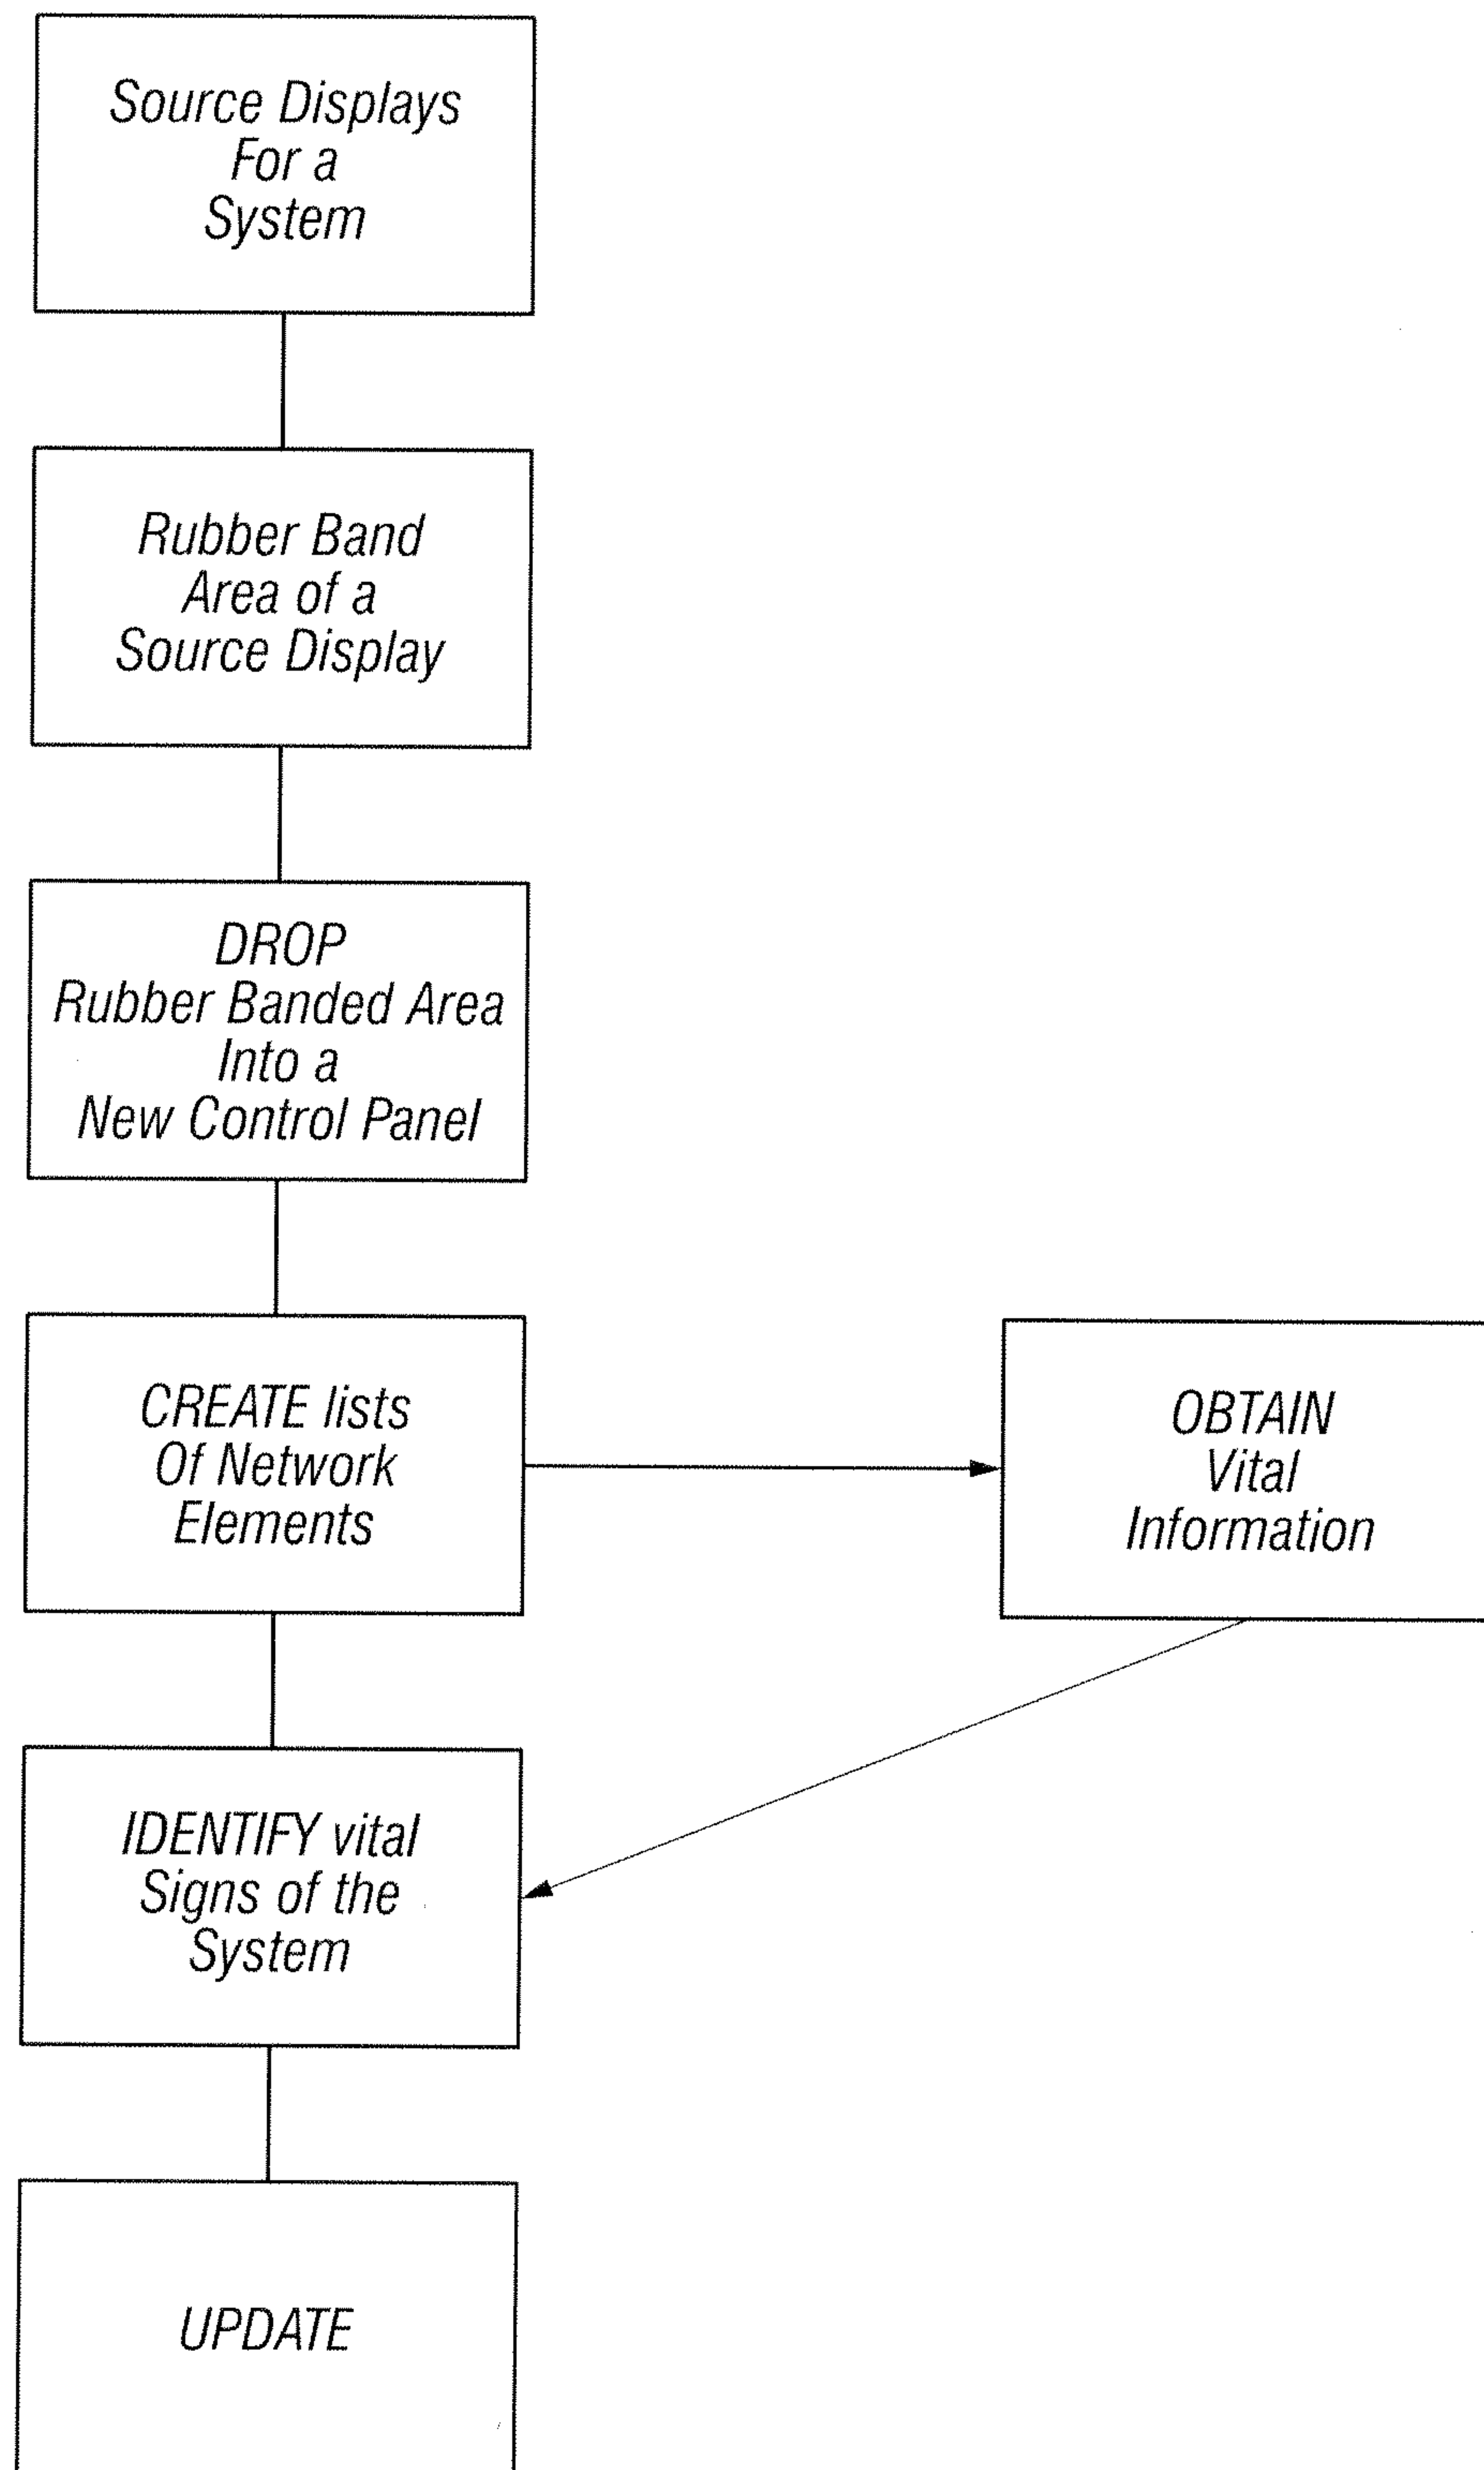 Source Displays
For a
System
Rubber Band
Area of a
Source Display
DROP
Rubber Banded Area
Into a
New Control Panel
CREATE lists
Of Network
Elements
OBTAIN
Vital
Information
IDENTIFY vital
Signs of the
System
UPDATE